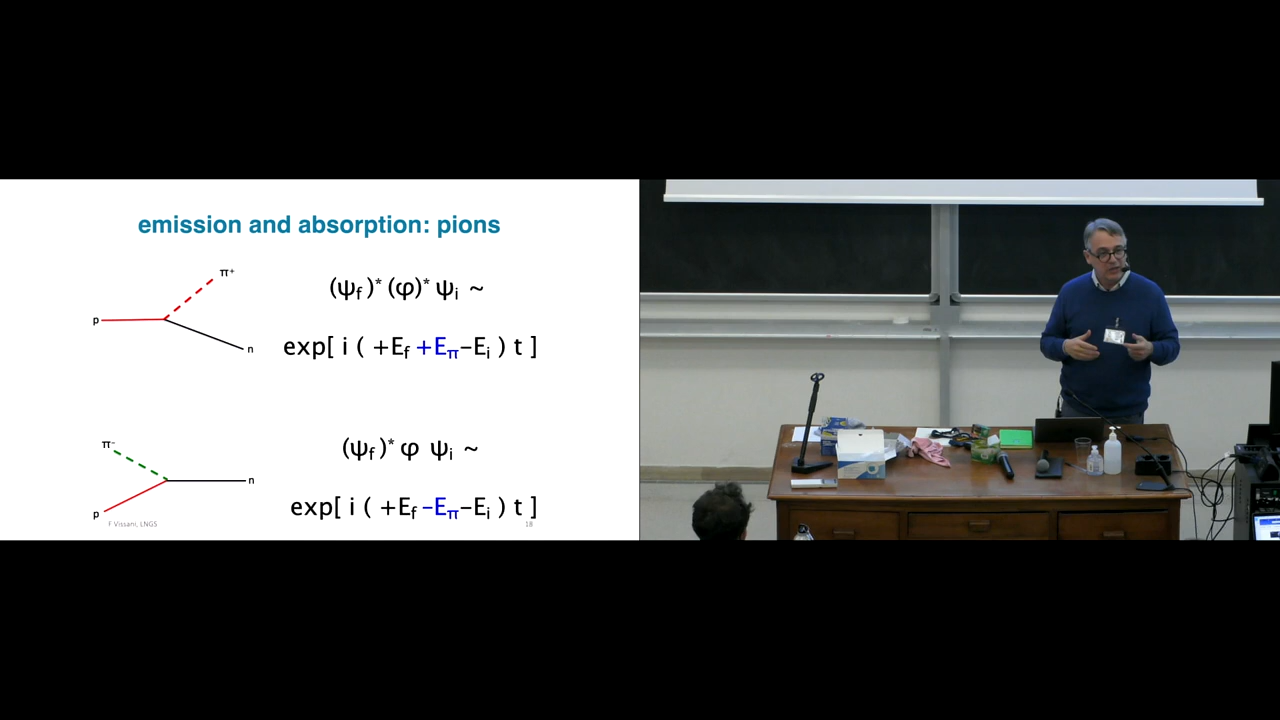 emission and absorption: pions
π⁺
p
n
(ψf)* (φ)* ψi ~
exp[ i ( +Ef +Eπ–Ei ) t ]
π⁻
p
n
(ψf)* φ ψi ~
exp[ i ( +Ef –Eπ–Ei ) t ]
F Vissani, LNGS
18